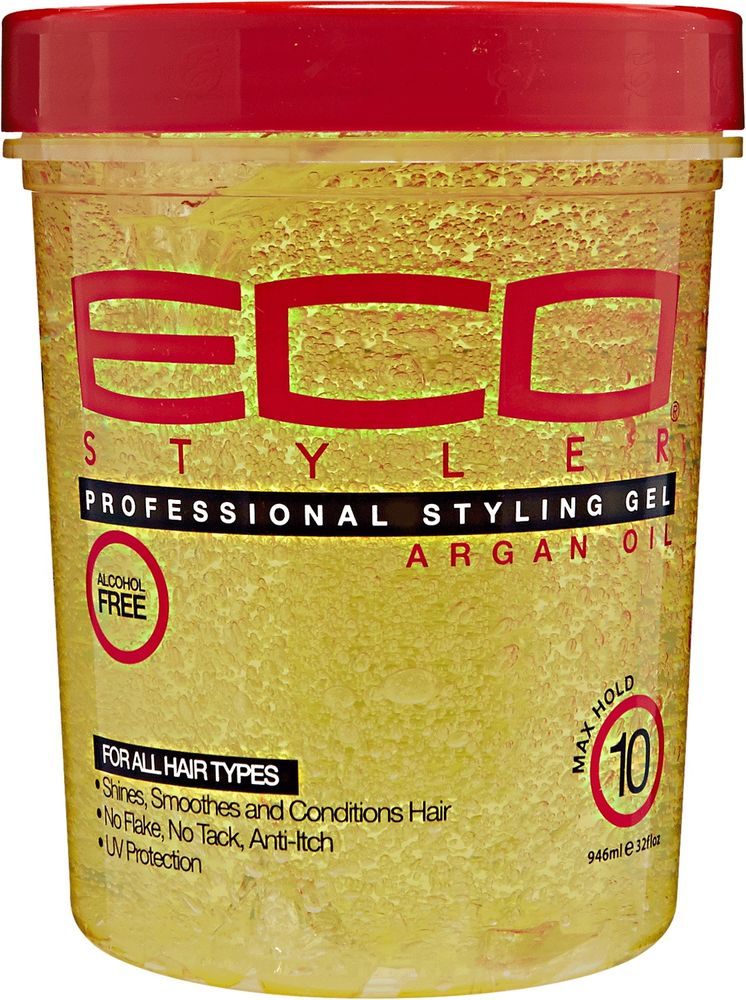 ECO®
STYLER
PROFESSIONAL STYLING GEL
ARGAN OIL
ALCOHOL
FREE
MAX HOLD
10
946ml e 32floz
FOR ALL HAIR TYPES
• Shines, Smoothes and Conditions Hair
• No Flake, No Tack, Anti-Itch
• UV Protection